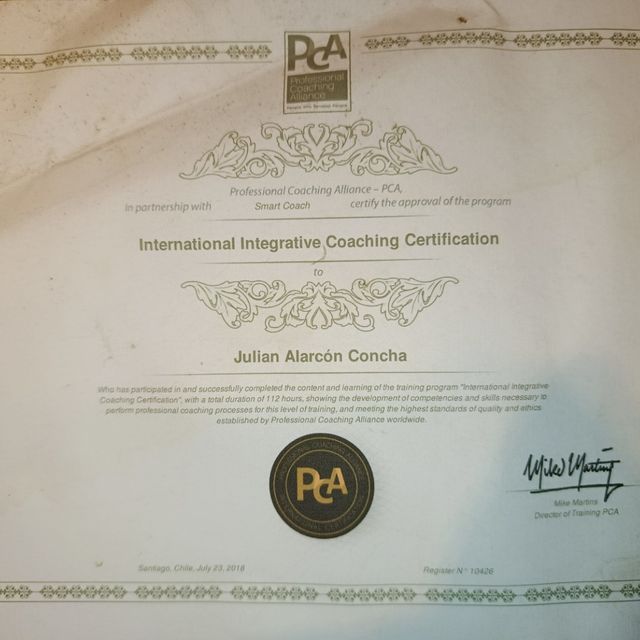 PCA
Professional
Coaching
Alliance
Professional Coaching Alliance – PCA,
In partnership with Smart Coach certify the approval of the program
International Integrative Coaching Certification
to
Julian Alarcón Concha
Who has participated in and successfully completed the content and learning of the training program "International Integrative
Coaching Certification", with a total duration of 112 hours, showing the development of competencies and skills necessary to
perform professional coaching processes for this level of training, and meeting the highest standards of quality and ethics
established by Professional Coaching Alliance worldwide.
PCA
Mike Martins
Mike Martins
Director of Training PCA
Santiago, Chile, July 23, 2018
Register N° 10426